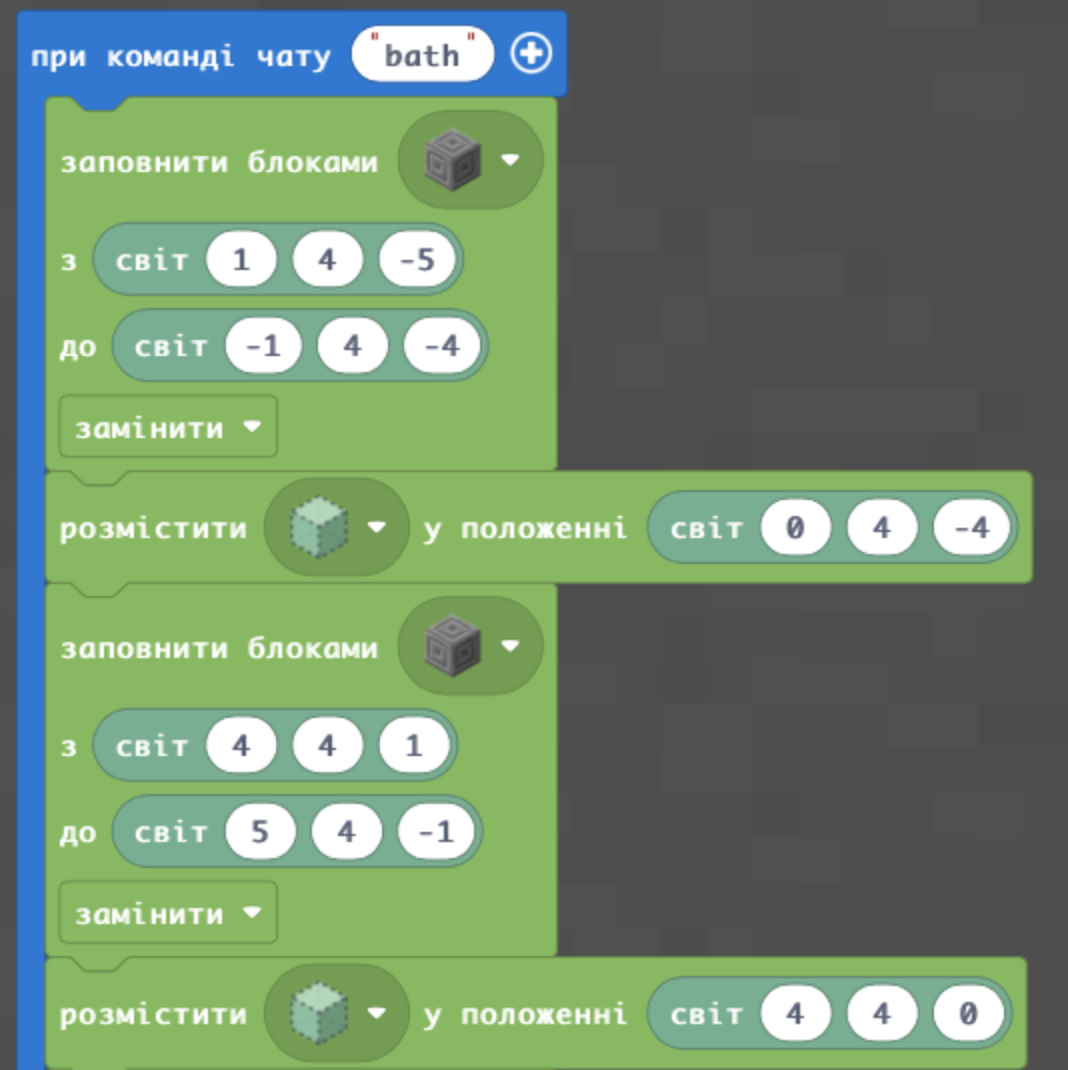 при команді чату "bath"
заповнити блоками
з світ 1 4 -5
до світ -1 4 -4
замінити
розмістити у положенні світ 0 4 -4
заповнити блоками
з світ 4 4 1
до світ 5 4 -1
замінити
розмістити у положенні світ 4 4 0